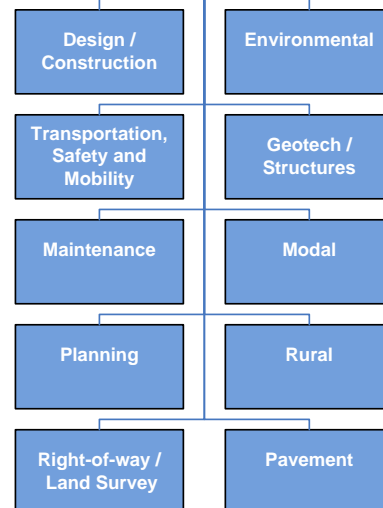 Design /
Construction
Environmental
Transportation,
Safety and
Mobility
Geotech /
Structures
Maintenance
Modal
Planning
Rural
Right-of-way /
Land Survey
Pavement